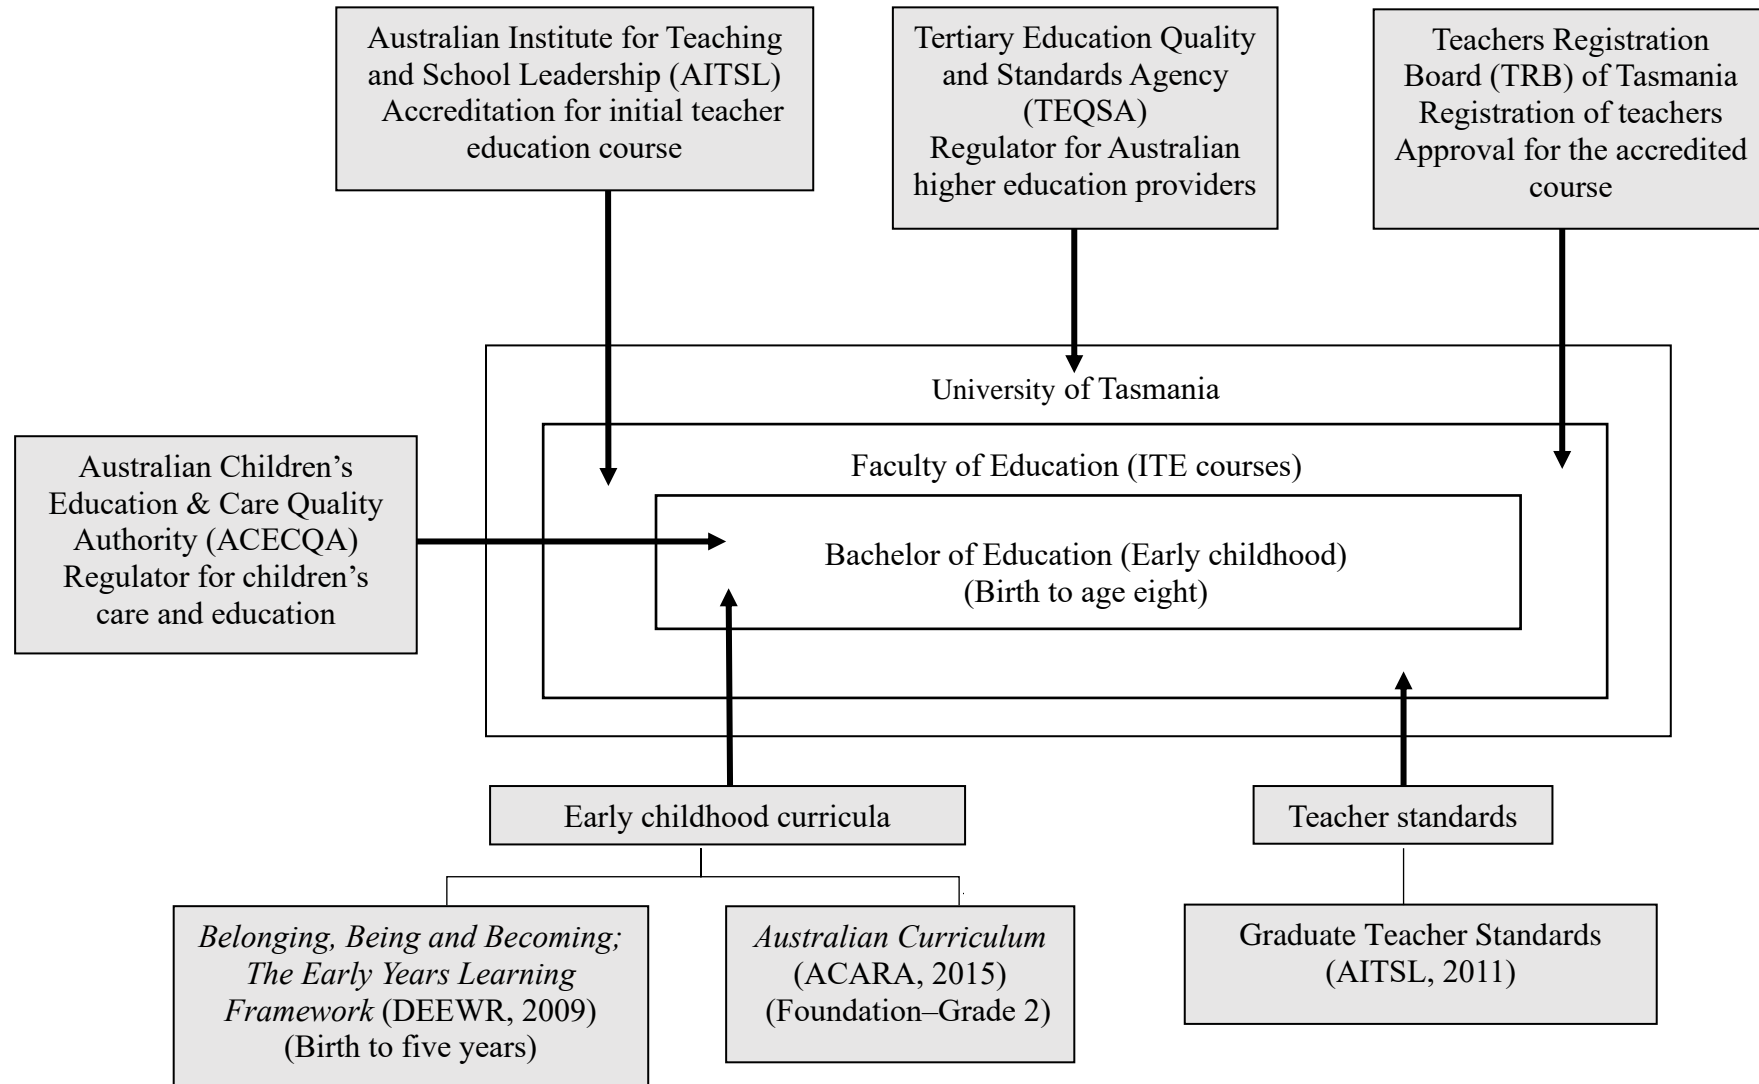 Australian Institute for Teaching
and School Leadership (AITSL)
Accreditation for initial teacher
education course
Tertiary Education Quality
and Standards Agency
(TEQSA)
Regulator for Australian
higher education providers
Teachers Registration
Board (TRB) of Tasmania
Registration of teachers
Approval for the accredited
course
University of Tasmania
Faculty of Education (ITE courses)
Australian Children’s
Education & Care Quality
Authority (ACECQA)
Regulator for children’s
care and education
Bachelor of Education (Early childhood)
(Birth to age eight)
Early childhood curricula
Teacher standards
Belonging, Being and Becoming;
The Early Years Learning
Framework (DEEWR, 2009)
(Birth to five years)
Australian Curriculum
(ACARA, 2015)
(Foundation–Grade 2)
Graduate Teacher Standards
(AITSL, 2011)